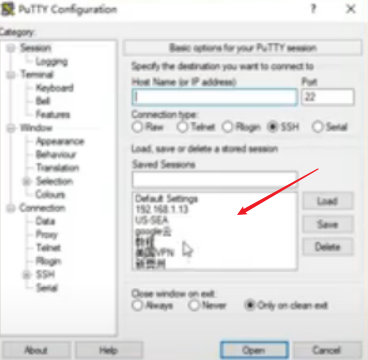 PuTTY Configuration
Category:
Session
Logging
Terminal
Keyboard
Bell
Features
Window
Appearance
Behaviour
Translation
Selection
Colours
Connection
Data
Proxy
Telnet
Rlogin
SSH
Serial
Basic options for your PuTTY session
Specify the destination you want to connect to
Host Name (or IP address) Port
22
Connection type:
Raw Telnet Rlogin SSH Serial
Load, save or delete a stored session
Saved Sessions
Default Settings
192.168.1.13
US-SEA
google云
美国VPN
Load
Save
Delete
Close window on exit:
Always Never Only on clean exit
About Help Open Cancel